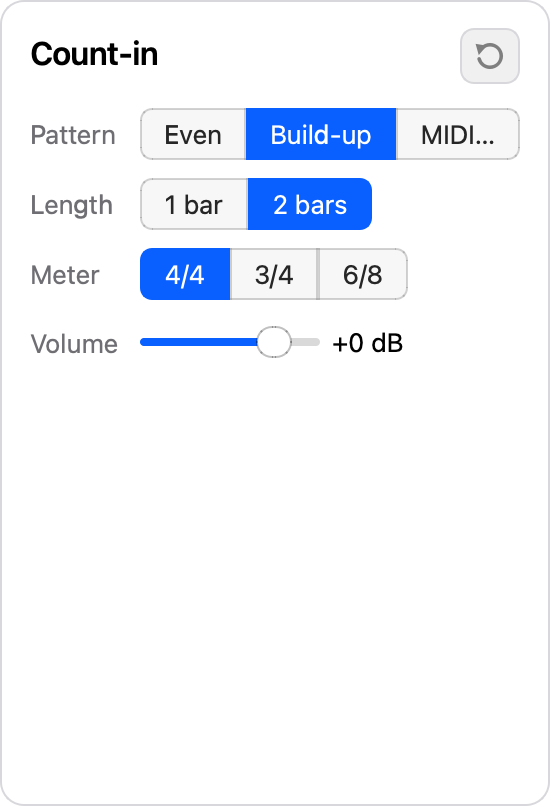 Count-in
Pattern Even Build-up MIDI...
Length 1 bar 2 bars
Meter 4/4 3/4 6/8
Volume +0 dB